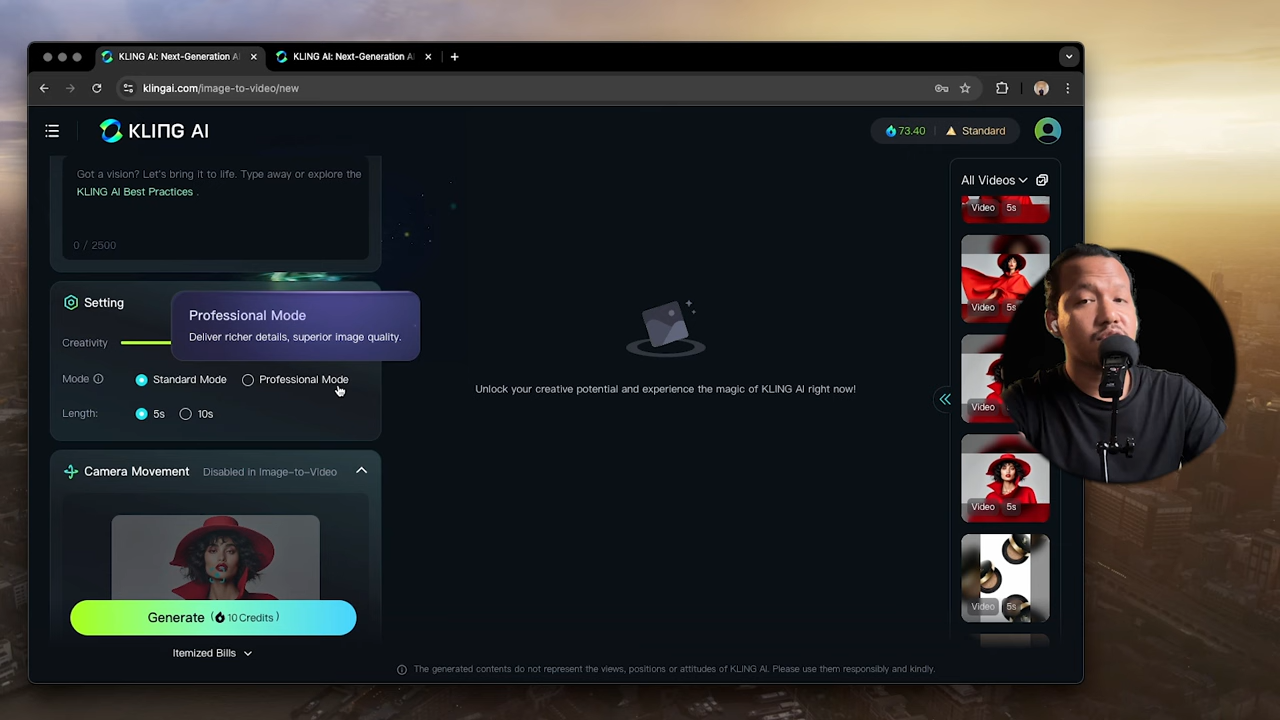 KLING AI: Next-Generation AI
KLING AI: Next-Generation AI
klingai.com/image-to-video/new
KLING AI
73.40
Standard
Got a vision? Let's bring it to life. Type away or explore the
KLING AI Best Practices .
0 / 2500
Setting
Professional Mode
Deliver richer details, superior image quality.
Creativity
Mode
Standard Mode
Professional Mode
Length:
5s
10s
Camera Movement
Disabled in Image-to-Video
Generate ( 10 Credits )
Itemized Bills
Unlock your creative potential and experience the magic of KLING AI right now!
The generated contents do not represent the views, positions or attitudes of KLING AI. Please use them responsibly and kindly.
All Videos
Video 5s
Video 5s
Video
Video 5s
Video 5s